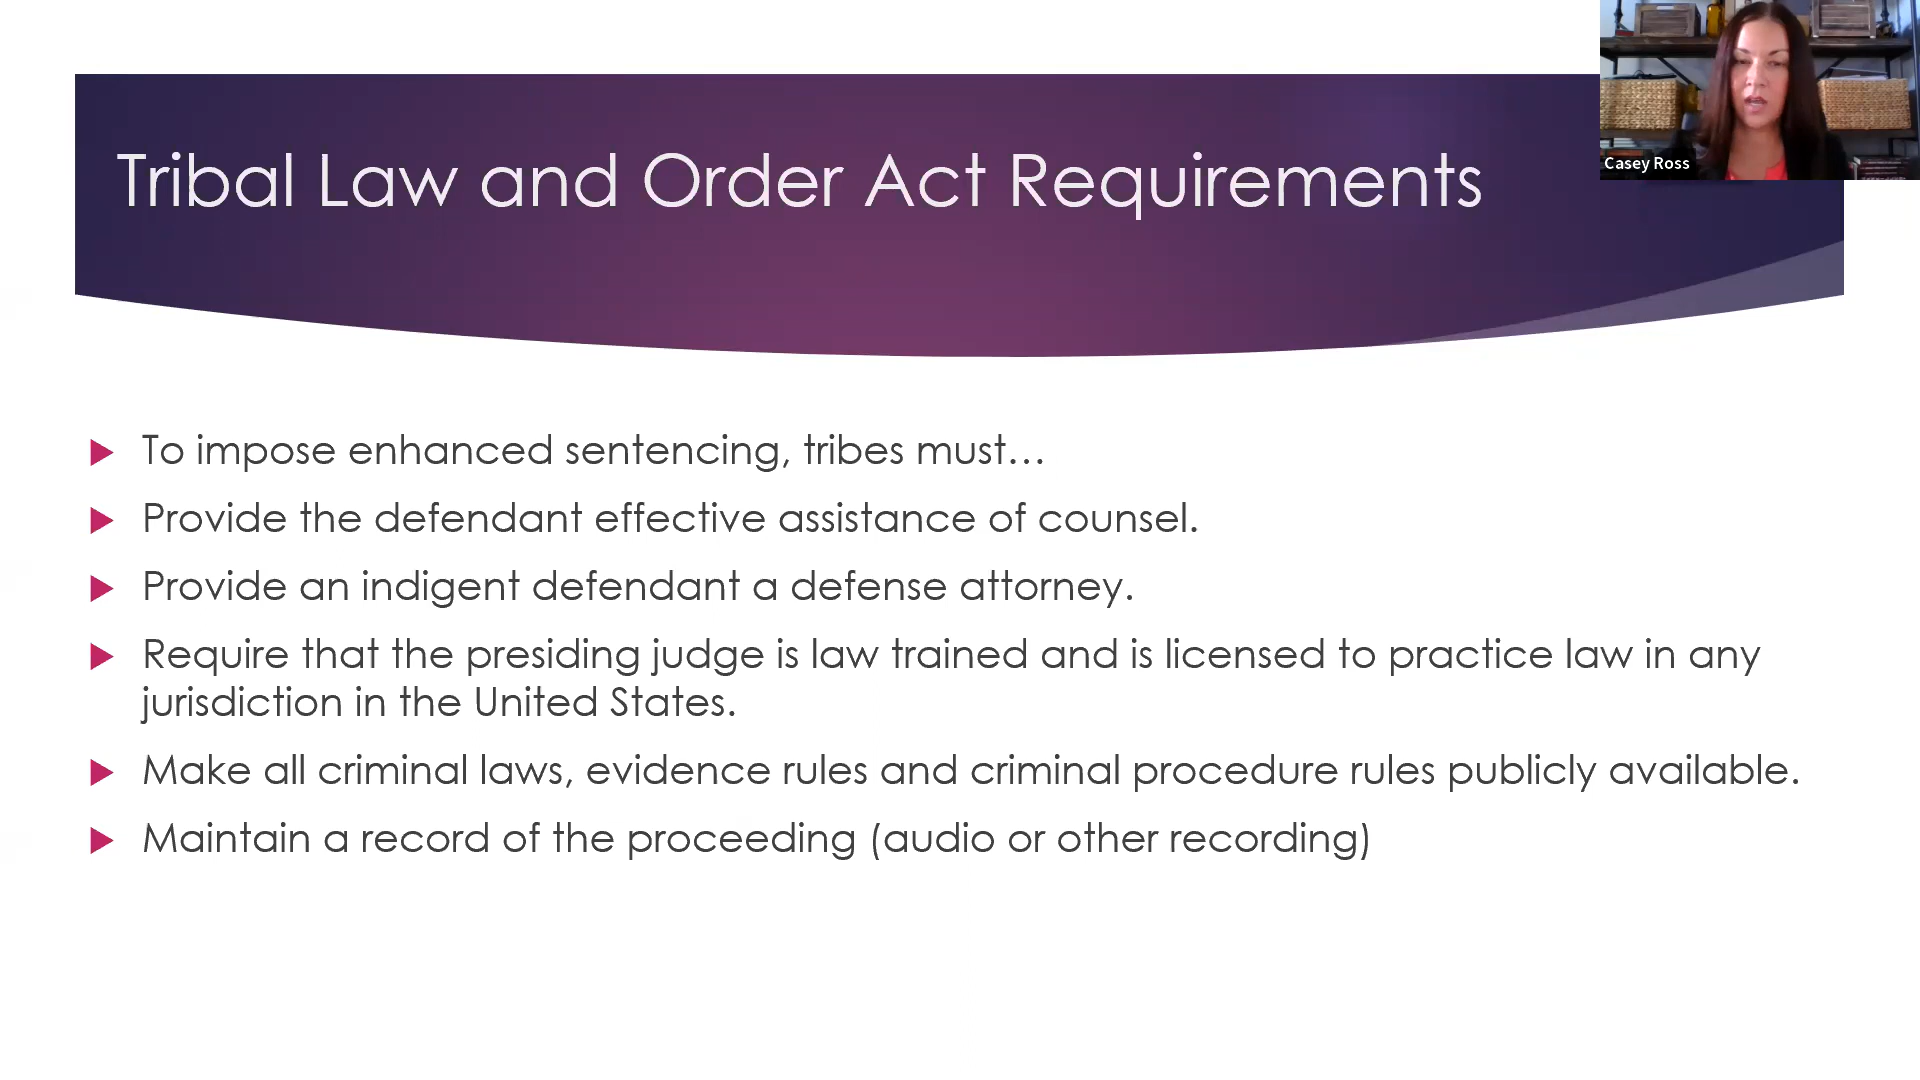 Tribal Law and Order Act Requirements
Casey Ross
To impose enhanced sentencing, tribes must…
Provide the defendant effective assistance of counsel.
Provide an indigent defendant a defense attorney.
Require that the presiding judge is law trained and is licensed to practice law in any
jurisdiction in the United States.
Make all criminal laws, evidence rules and criminal procedure rules publicly available.
Maintain a record of the proceeding (audio or other recording)